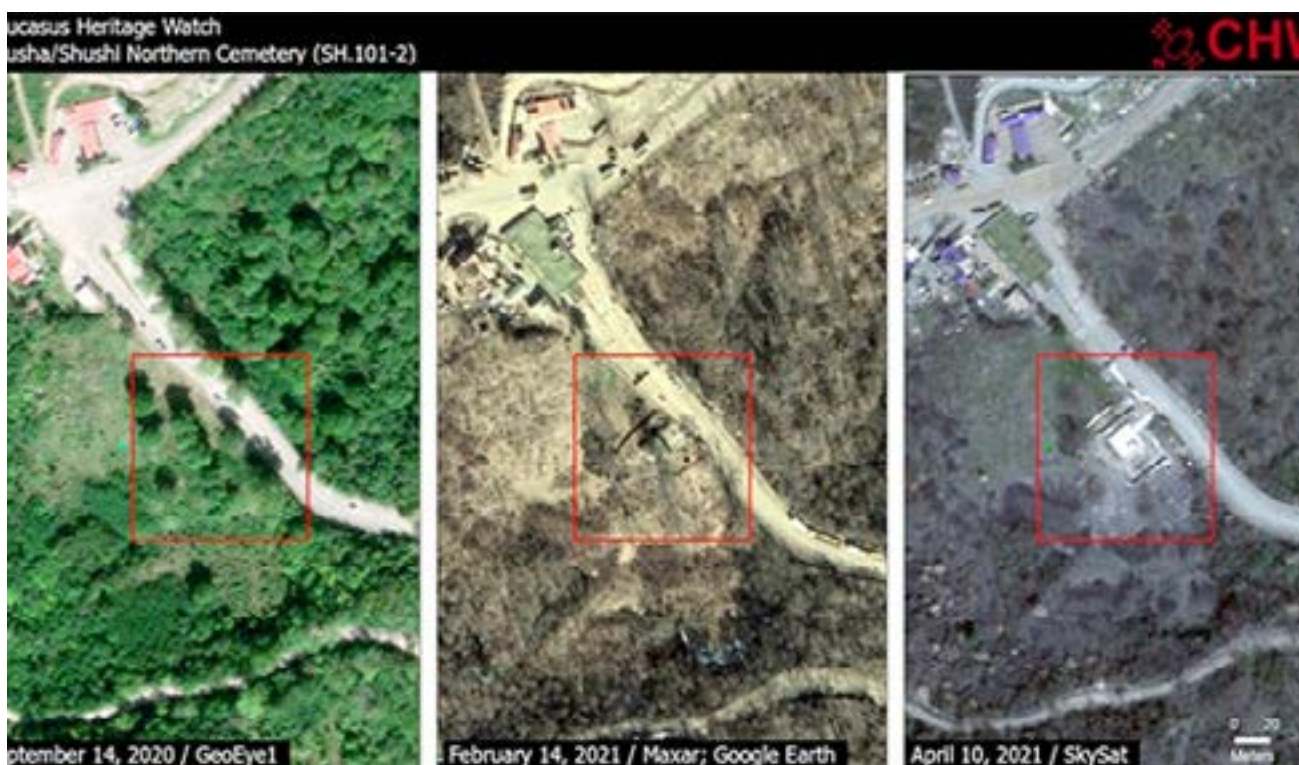 ucasus Heritage Watch
usha/Shushi Northern Cemetery (SH.101-2)
CHW
ptember 14, 2020 / GeoEye1
February 14, 2021 / Maxar; Google Earth
April 10, 2021 / SkySat
0 20
Meters